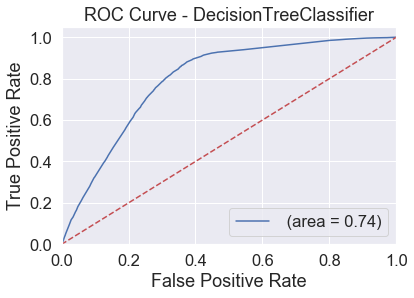 ROC Curve - DecisionTreeClassifier
True Positive Rate
1.0
0.8
0.6
0.4
0.2
0.0
(area = 0.74)
0.0 0.2 0.4 0.6 0.8 1.0
False Positive Rate